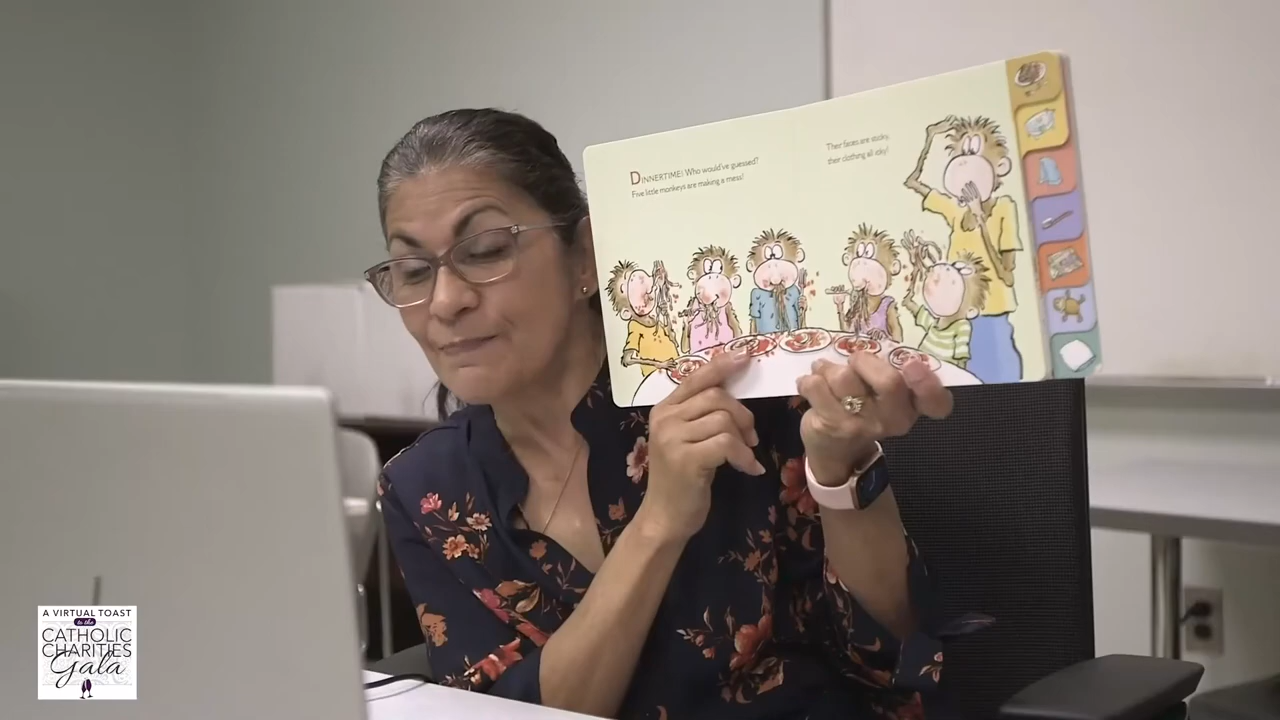 DINNERTIME! Who would've guessed?
Five little monkeys are making a mess!
Their faces are sticky,
their clothing all icky!
A VIRTUAL TOAST
to the
CATHOLIC
CHARITIES
Gala